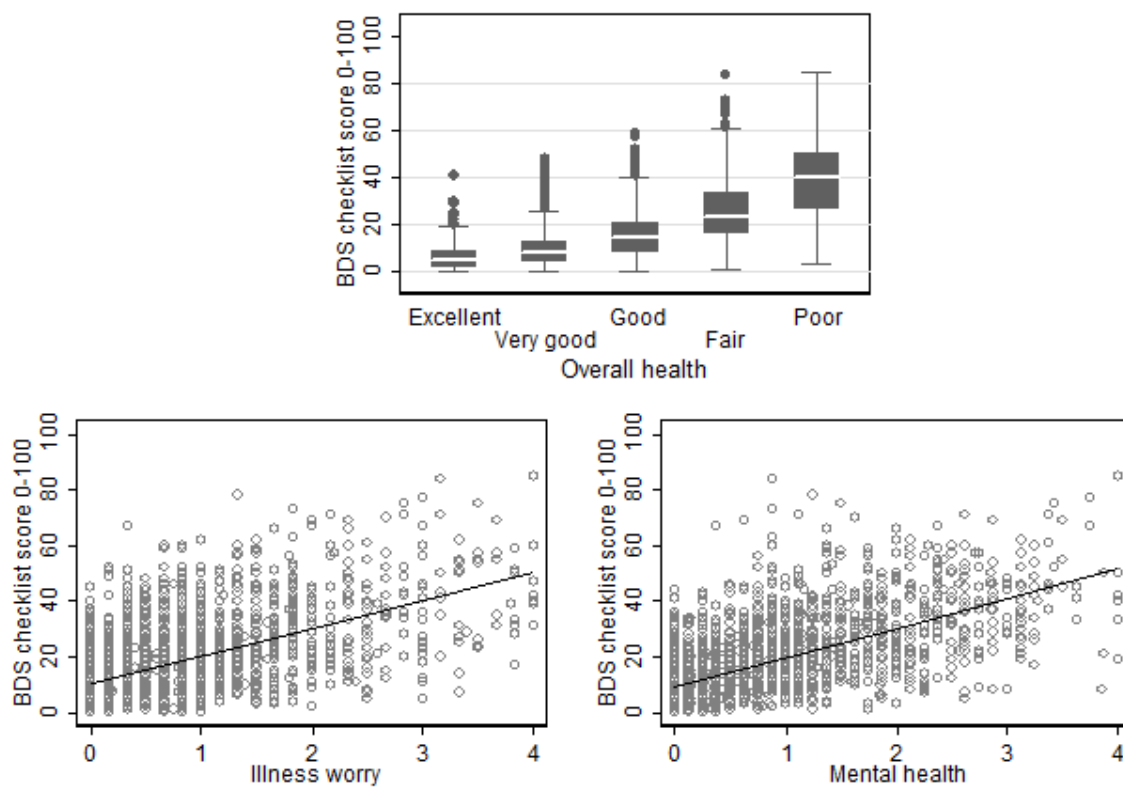 BDS checklist score 0-100
100
80
60
40
20
0
Excellent
Very good
Good
Fair
Poor
Overall health
BDS checklist score 0-100
100
80
60
40
20
0
0 1 2 3 4
Illness worry
BDS checklist score 0-100
100
80
60
40
20
0
0 1 2 3 4
Mental health